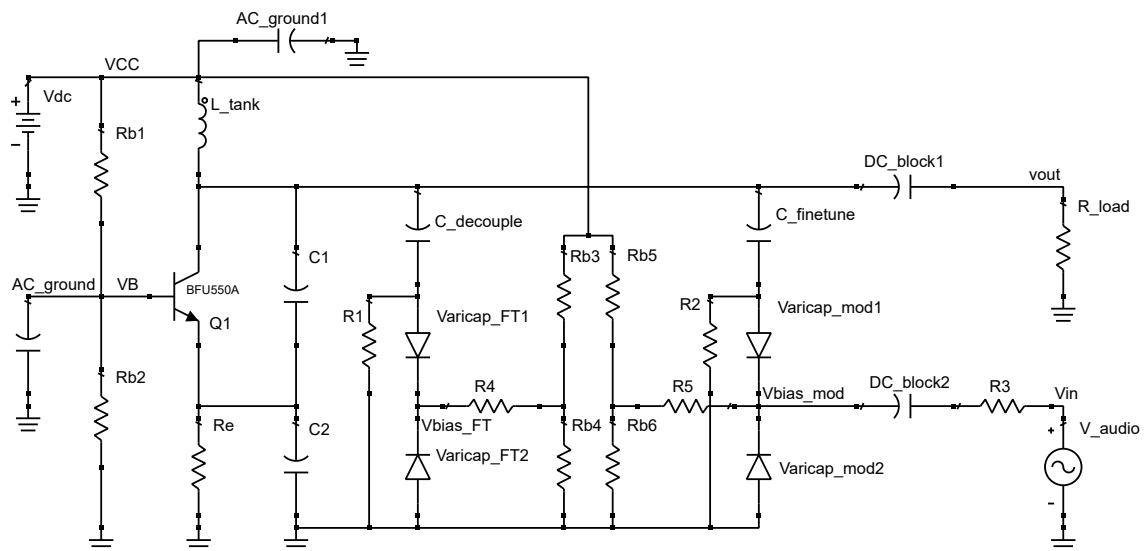 AC_ground1
VCC
+
Vdc
-
L_tank
Rb1
DC_block1
vout
R_load
C_decouple
C_finetune
AC_ground
VB
BFU550A
Q1
C1
Rb3
Rb5
R1
Varicap_FT1
R2
Varicap_mod1
Rb2
Re
C2
R4
Vbias_FT
Varicap_FT2
Rb4
Rb6
R5
Vbias_mod
DC_block2
R3
Vin
+
V_audio
-
Varicap_mod2